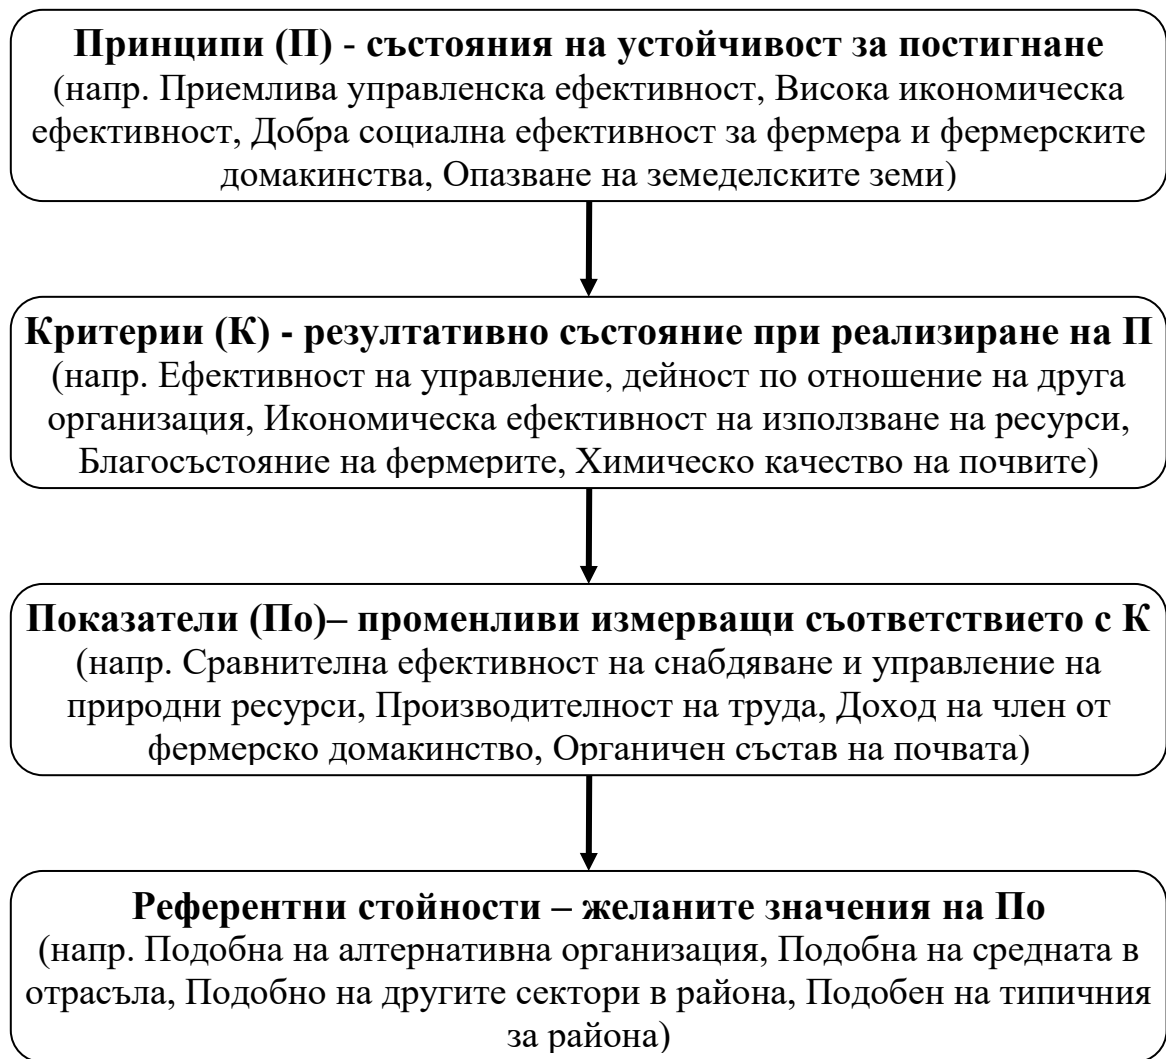 Принципи (П) - състояния на устойчивост за постигнане
(напр. Приемлива управленска ефективност, Висока икономическа
ефективност, Добра социална ефективност за фермера и фермерските
домакинства, Опазване на земеделските земи)
Критерии (К) - резултативно състояние при реализиране на П
(напр. Ефективност на управление, дейност по отношение на друга
организация, Икономическа ефективност на използване на ресурси,
Благосъстояние на фермерите, Химическо качество на почвите)
Показатели (По)– променливи измерващи съответствието с К
(напр. Сравнителна ефективност на снабдяване и управление на
природни ресурси, Производителност на труда, Доход на член от
фермерско домакинство, Органичен състав на почвата)
Референтни стойности – желаните значения на По
(напр. Подобна на алтернативна организация, Подобна на средната в
отрасъла, Подобно на другите сектори в района, Подобен на типичния
за района)